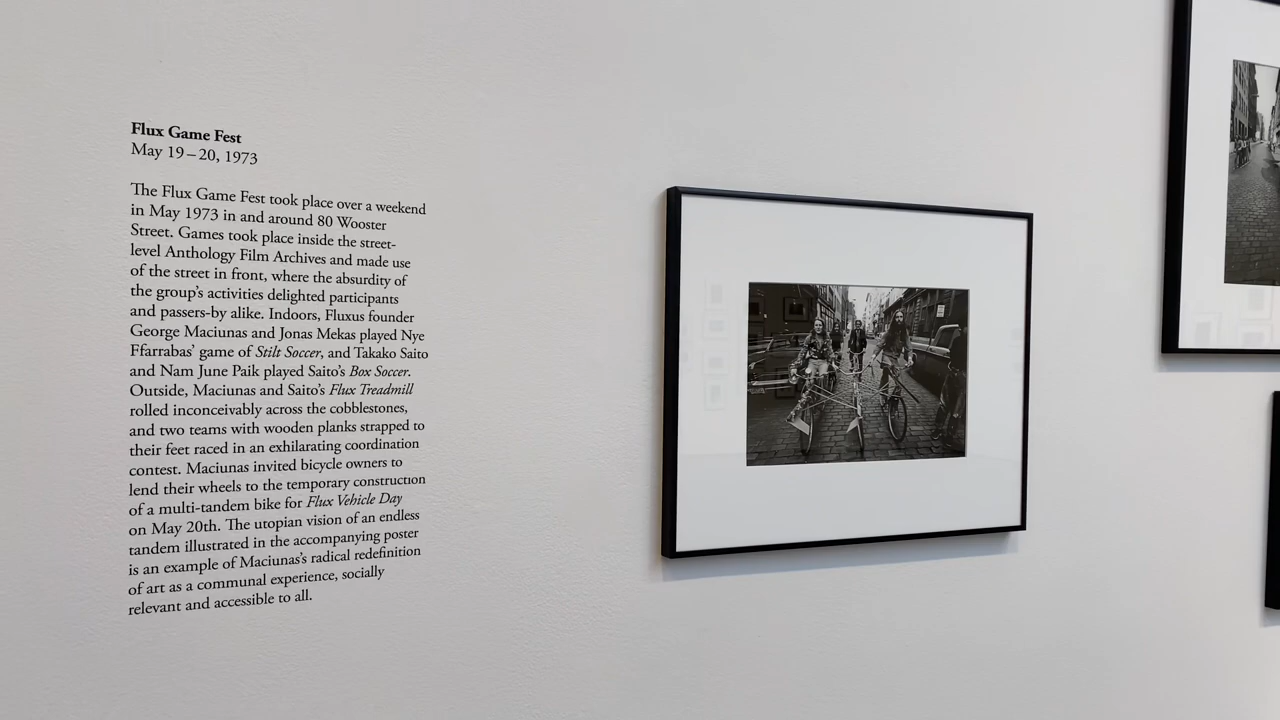 Flux Game Fest
May 19 – 20, 1973
The Flux Game Fest took place over a weekend
in May 1973 in and around 80 Wooster
Street. Games took place inside the street-
level Anthology Film Archives and made use
of the street in front, where the absurdity of
the group’s activities delighted participants
and passers-by alike. Indoors, Fluxus founder
George Maciunas and Jonas Mekas played Nye
Ffarrabas’ game of Stilt Soccer, and Takako Saito
and Nam June Paik played Saito’s Box Soccer.
Outside, Maciunas and Saito’s Flux Treadmill
rolled inconceivably across the cobblestones,
and two teams with wooden planks strapped to
their feet raced in an exhilarating coordination
contest. Maciunas invited bicycle owners to
lend their wheels to the temporary construction
of a multi-tandem bike for Flux Vehicle Day
on May 20th. The utopian vision of an endless
tandem illustrated in the accompanying poster
is an example of Maciunas’s radical redefinition
of art as a communal experience, socially
relevant and accessible to all.